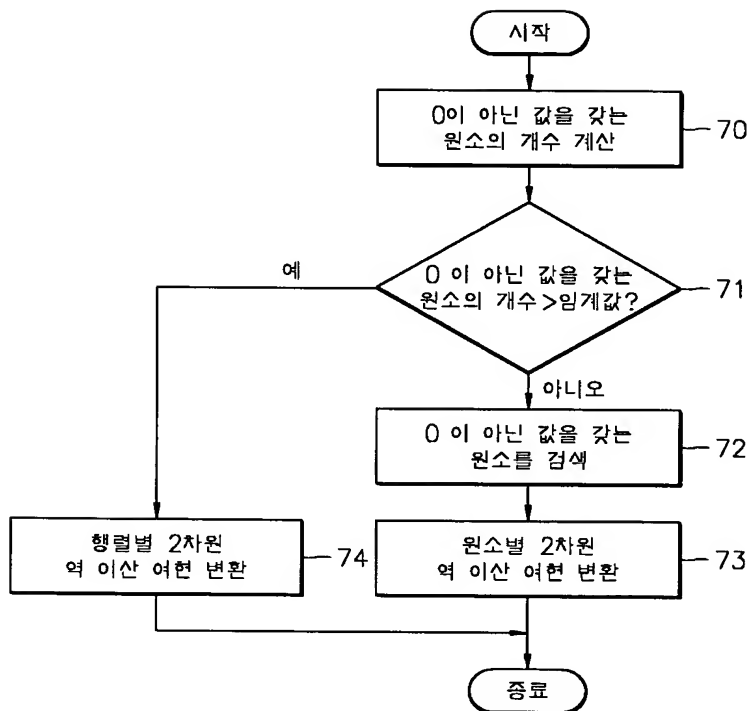 시작
0이 아닌 값을 갖는
원소의 개수 계산
70
0 이 아닌 값을 갖는
원소의 개수>임계값?
71
예
아니오
0 이 아닌 값을 갖는
원소를 검색
72
행렬별 2차원
역 이산 여현 변환
74
원소별 2차원
역 이산 여현 변환
73
종료